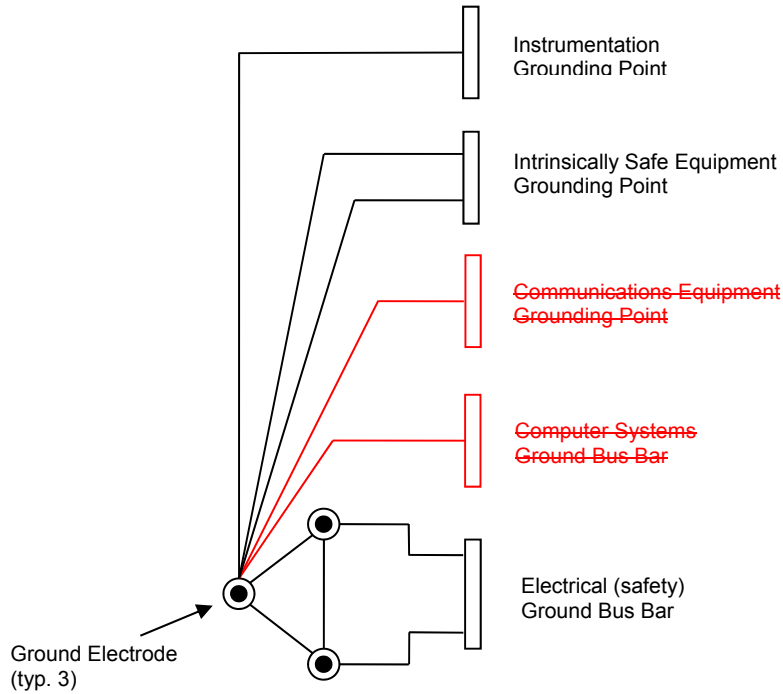 Instrumentation
Grounding Point
Intrinsically Safe Equipment
Grounding Point
Communications Equipment
Grounding Point
Computer Systems
Ground Bus Bar
Electrical (safety)
Ground Bus Bar
Ground Electrode
(typ. 3)